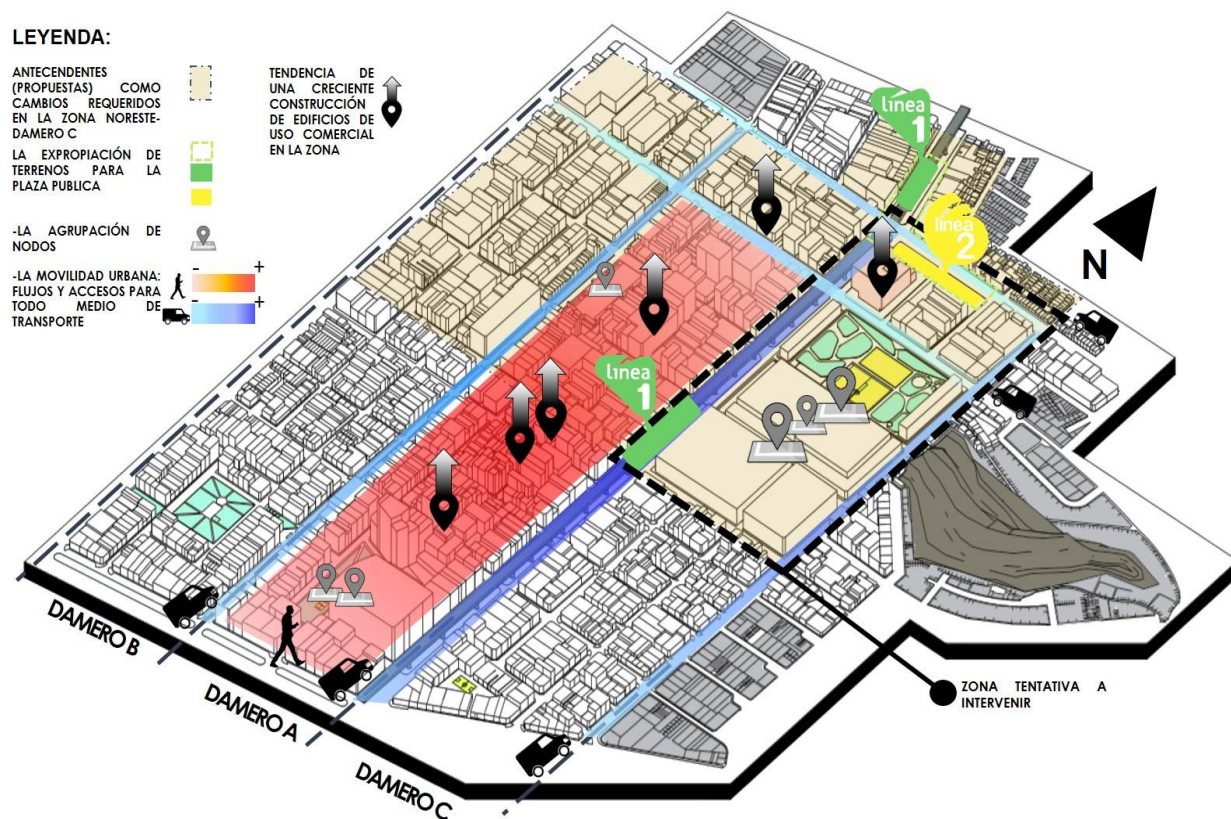 LEYENDA:
ANTECEDENTES
(PROPUESTAS) COMO
CAMBIOS REQUERIDOS
EN LA ZONA NORESTE-
DAMERO C
LA EXPROPIACIÓN DE
TERRENOS PARA LA
PLAZA PUBLICA
-LA AGRUPACIÓN DE
NODOS
-LA MOVILIDAD URBANA:
FLUJOS Y ACCESOS PARA
TODO MEDIO DE
TRANSPORTE
- +
- +
TENDENCIA DE
UNA CRECIENTE
CONSTRUCCIÓN
DE EDIFICIOS DE
USO COMERCIAL
EN LA ZONA
línea
1
línea
2
N
línea
1
DAMERO B
DAMERO A
DAMERO C
ZONA TENTATIVA A
INTERVENIR